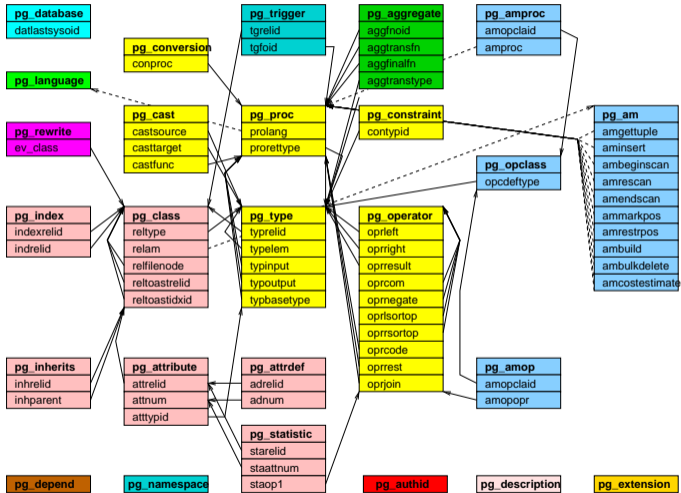 pg_database
datlastsysoid
pg_language
pg_rewrite
ev_class
pg_index
indexrelid
indrelid
pg_inherits
inhrelid
inhparent
pg_depend
pg_conversion
conproc
pg_cast
castsource
casttarget
castfunc
pg_class
reltype
relam
relfilenode
reltoastrelid
reltoastidxid
pg_attribute
attrelid
attnum
atttypid
pg_namespace
pg_trigger
tgrelid
tgfoid
pg_proc
prolang
prorettype
pg_type
typrelid
typelem
typinput
typoutput
typbasetype
pg_attrdef
adrelid
adnum
pg_statistic
starelid
staattnum
staop1
pg_aggregate
aggfnoid
aggtransfn
aggfinalfn
aggtranstype
pg_constraint
contypid
pg_operator
oprleft
oprright
oprresult
oprcom
oprnegate
oprlsortop
oprrsortop
oprcode
oprrest
oprjoin
pg_authid
pg_amproc
amopclaid
amproc
pg_opclass
opcdeftype
pg_amop
amopclaid
amopopr
pg_description
pg_am
amgettuple
aminsert
ambeginscan
amrescan
amendscan
ammarkpos
amrestrpos
ambuild
ambulkdelete
amcostestimate
pg_extension